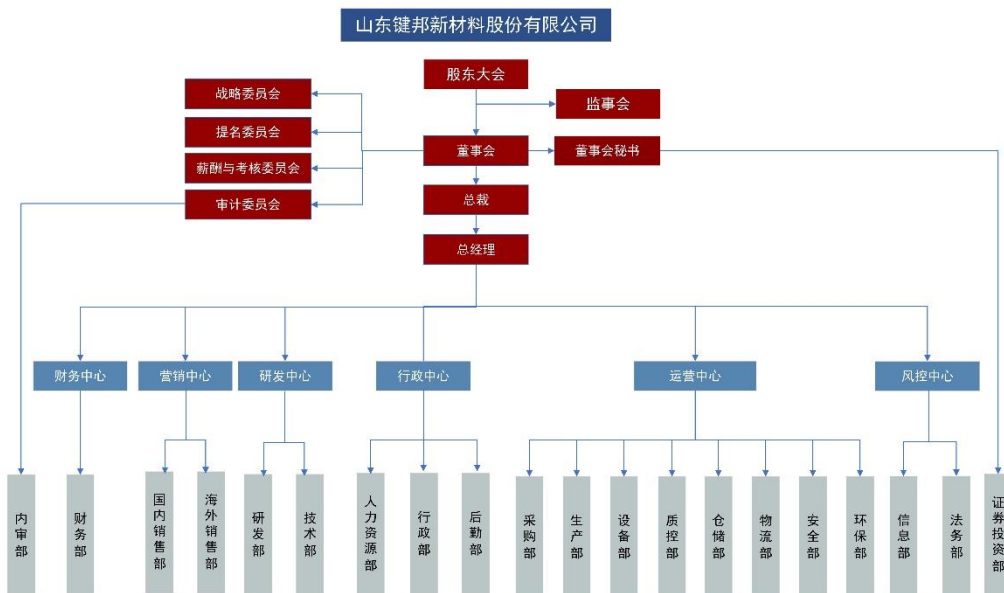 山东键邦新材料股份有限公司
股东大会
战略委员会
监事会
提名委员会
董事会
董事会秘书
薪酬与考核委员会
总裁
审计委员会
总经理
财务中心
营销中心
研发中心
行政中心
运营中心
风控中心
内审部
财务部
国内销售部
海外销售部
研发部
技术部
人力资源部
行政部
后勤部
采购部
生产部
设备部
质控部
仓储部
物流部
安全部
环保部
信息部
法务部
证券投资部